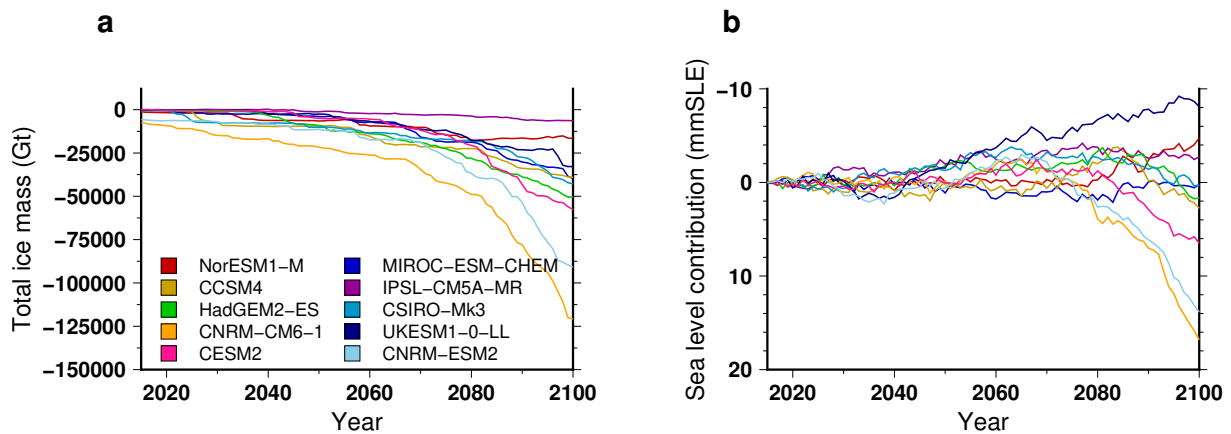 a
Total ice mass (Gt)
0
−25000
−50000
−75000
−100000
−125000
−150000
NorESM1−M
CCSM4
HadGEM2−ES
CNRM−CM6−1
CESM2
MIROC−ESM−CHEM
IPSL−CM5A−MR
CSIRO−Mk3
UKESM1−0−LL
CNRM−ESM2
2020 2040 2060 2080 2100
Year
b
Sea level contribution (mmSLE)
−10
0
10
20
2020 2040 2060 2080 2100
Year